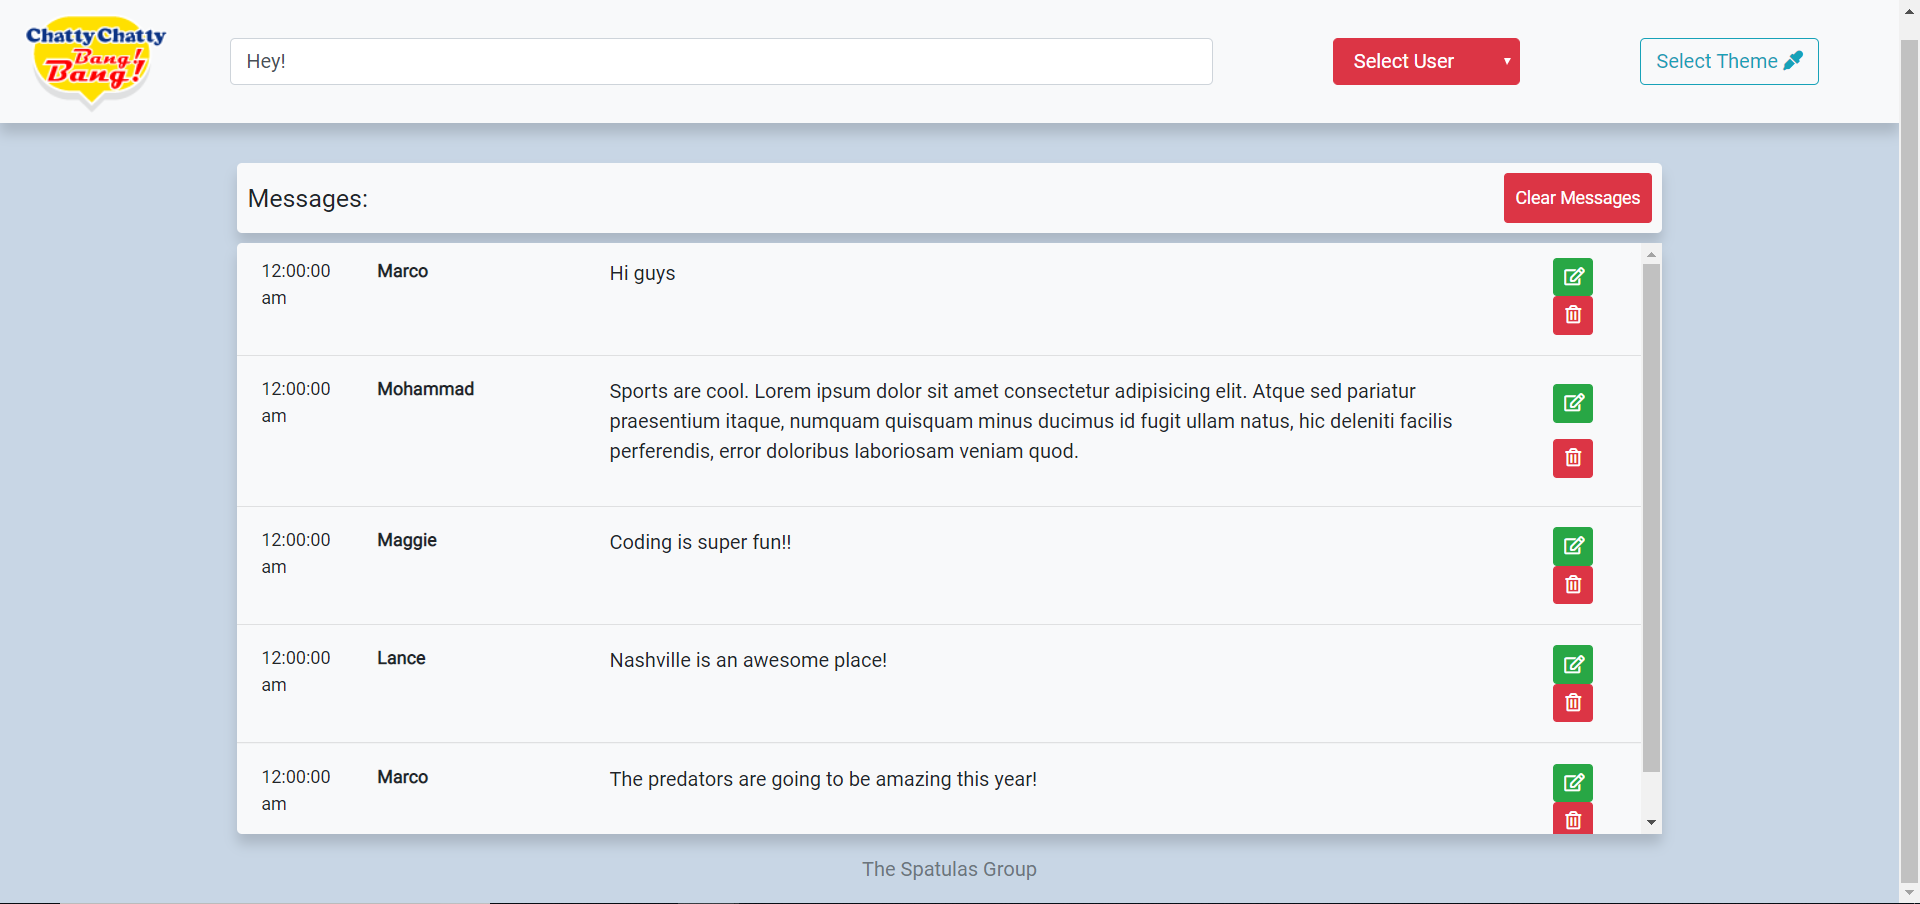 Chatty Chatty
Bang!
Bang!
Hey!
Select User
Select Theme
Messages:
Clear Messages
12:00:00 am
Marco
Hi guys
12:00:00 am
Mohammad
Sports are cool. Lorem ipsum dolor sit amet consectetur adipisicing elit. Atque sed pariatur
praesentium itaque, numquam quisquam minus ducimus id fugit ullam natus, hic deleniti facilis
perferendis, error doloribus laboriosam veniam quod.
12:00:00 am
Maggie
Coding is super fun!!
12:00:00 am
Lance
Nashville is an awesome place!
12:00:00 am
Marco
The predators are going to be amazing this year!
The Spatulas Group